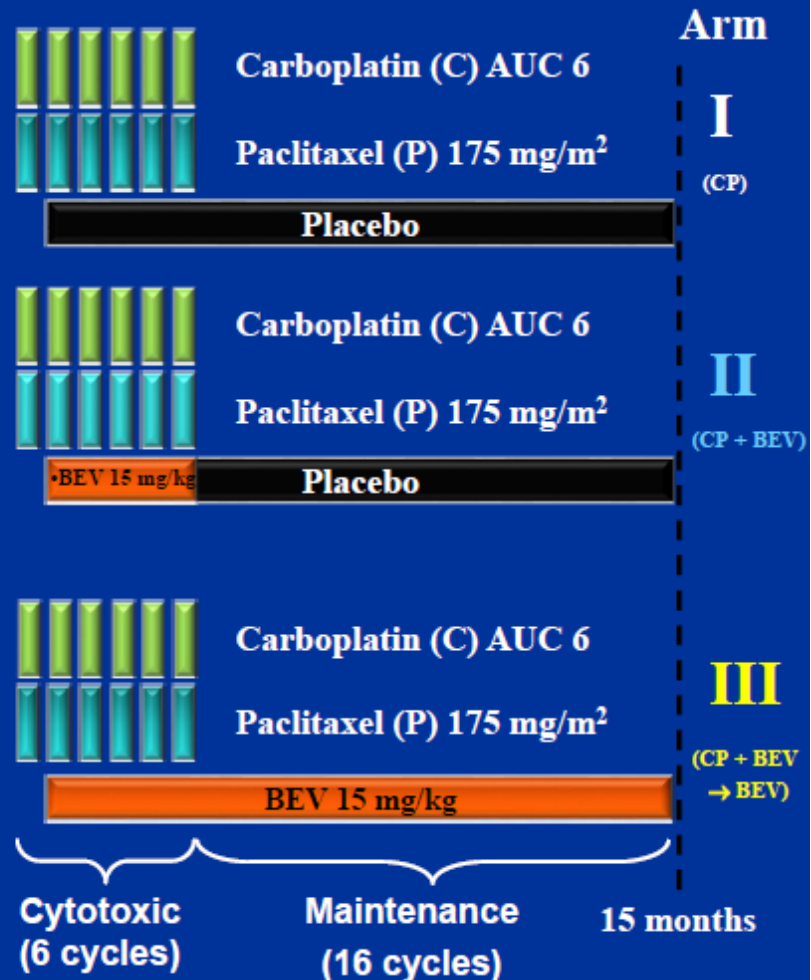 Arm
Carboplatin (C) AUC 6
I
Paclitaxel (P) 175 mg/m²
(CP)
Placebo
Carboplatin (C) AUC 6
II
Paclitaxel (P) 175 mg/m²
(CP + BEV)
•BEV 15 mg/kg
Placebo
Carboplatin (C) AUC 6
III
Paclitaxel (P) 175 mg/m²
(CP + BEV
→ BEV)
BEV 15 mg/kg
Cytotoxic
(6 cycles)
Maintenance
(16 cycles)
15 months